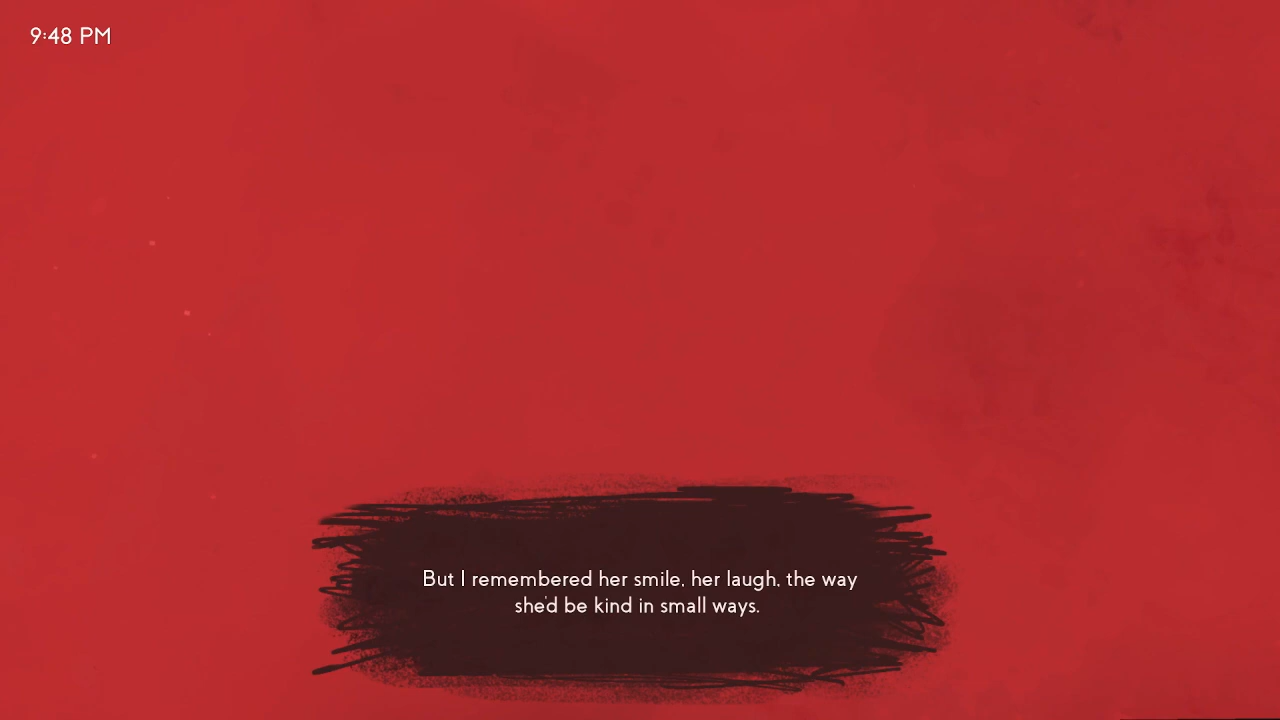 9:48 PM
But I remembered her smile, her laugh, the way
she'd be kind in small ways.